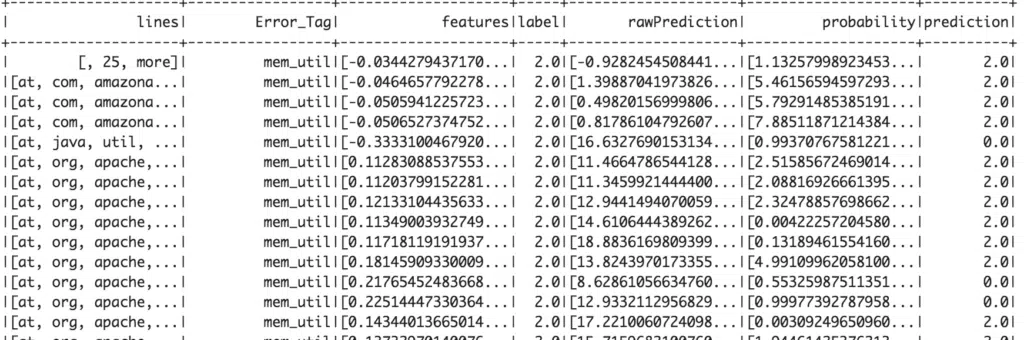 +--------------------+----------+--------------------+-----+--------------------+--------------------+----------+
|               lines| Error_Tag|            features|label|       rawPrediction|         probability|prediction|
+--------------------+----------+--------------------+-----+--------------------+--------------------+----------+
|        [, 25, more]|  mem_util|[-0.0344279437170...|  2.0|[-0.9282454508441...|[1.13257998923453...|       2.0|
|[at, com, amazona...|  mem_util|[-0.0464657792278...|  2.0|[1.39887041973826...|[5.46156594597293...|       2.0|
|[at, com, amazona...|  mem_util|[-0.0505941225723...|  2.0|[0.49820156999806...|[5.79291485385191...|       2.0|
|[at, com, amazona...|  mem_util|[-0.0506527374752...|  2.0|[0.81786104792607...|[7.88511871214384...|       2.0|
|[at, java, util, ...|  mem_util|[-0.3333100467920...|  2.0|[16.6327690153134...|[0.99370767581221...|       0.0|
|[at, org, apache,...|  mem_util|[0.11283088537553...|  2.0|[11.4664786544128...|[2.51585672469014...|       2.0|
|[at, org, apache,...|  mem_util|[0.11203799152281...|  2.0|[11.3459921444400...|[2.08816926661395...|       2.0|
|[at, org, apache,...|  mem_util|[0.12133104435633...|  2.0|[12.9441494070059...|[2.32478857698662...|       2.0|
|[at, org, apache,...|  mem_util|[0.11349003932749...|  2.0|[14.6106444389262...|[0.00422257204580...|       2.0|
|[at, org, apache,...|  mem_util|[0.11718119191937...|  2.0|[18.8836169809399...|[0.13189461554160...|       2.0|
|[at, org, apache,...|  mem_util|[0.18145909330009...|  2.0|[13.8243970173355...|[4.99109962058100...|       2.0|
|[at, org, apache,...|  mem_util|[0.21765452483668...|  2.0|[8.62861056634760...|[0.55325987511351...|       0.0|
|[at, org, apache,...|  mem_util|[0.22514447330364...|  2.0|[12.9332112956829...|[0.99977392787958...|       0.0|
|[at, org, apache,...|  mem_util|[0.14344013665014...|  2.0|[17.2210060724098...|[0.00309249650960...|       2.0|